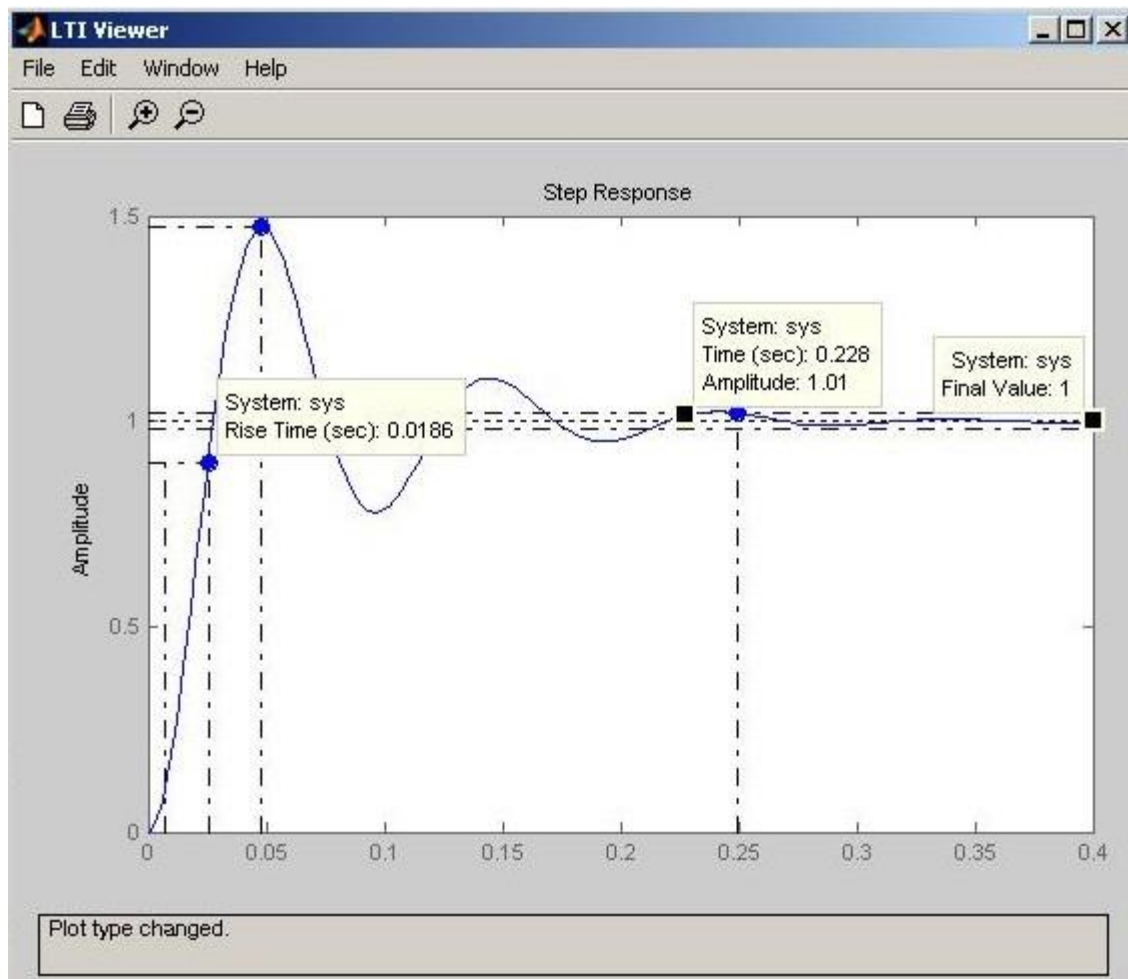 LTI Viewer
File Edit Window Help
Step Response
Amplitude
1.5
1
0.5
0
System: sys
Rise Time (sec): 0.0186
System: sys
Time (sec): 0.228
Amplitude: 1.01
System: sys
Final Value: 1
0 0.05 0.1 0.15 0.2 0.25 0.3 0.35 0.4
Plot type changed.